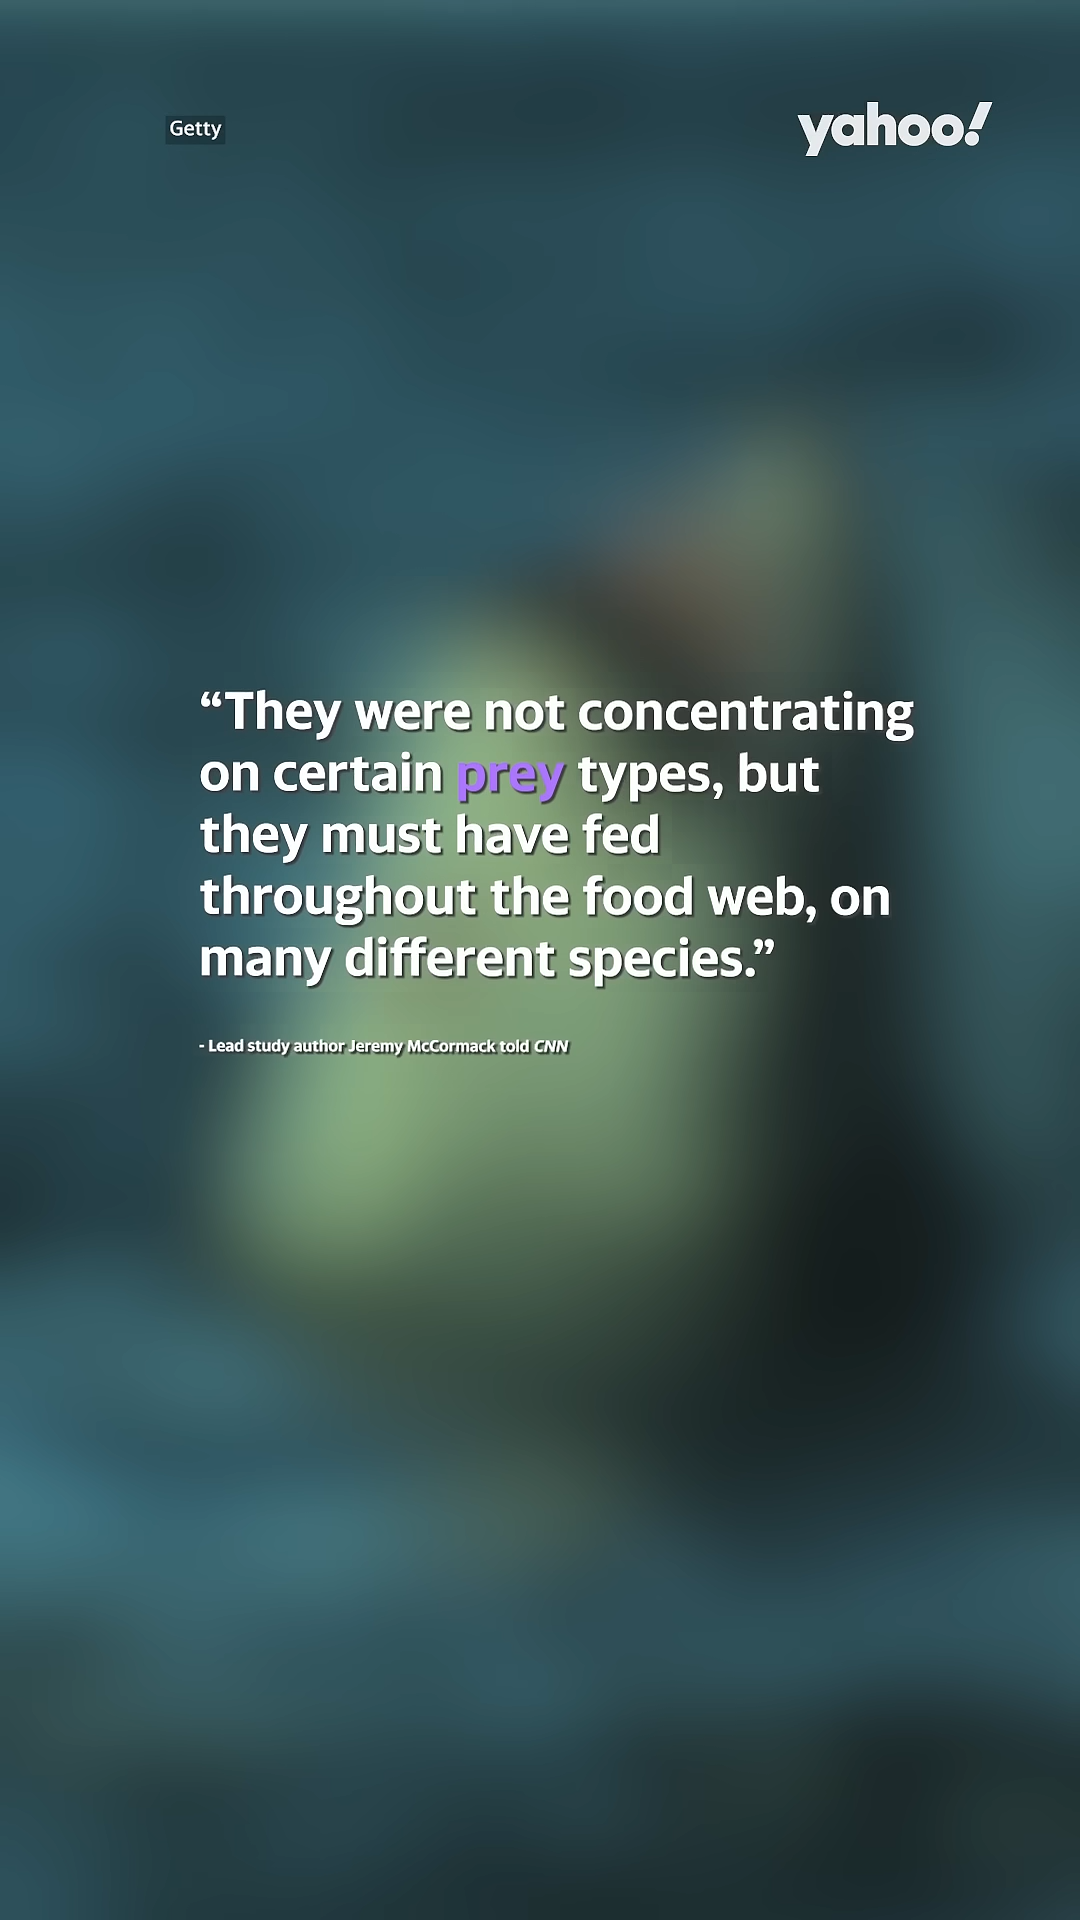 Getty
yahoo!
“They were not concentrating
on certain prey types, but
they must have fed
throughout the food web, on
many different species.”
- Lead study author Jeremy McCormack told CNN